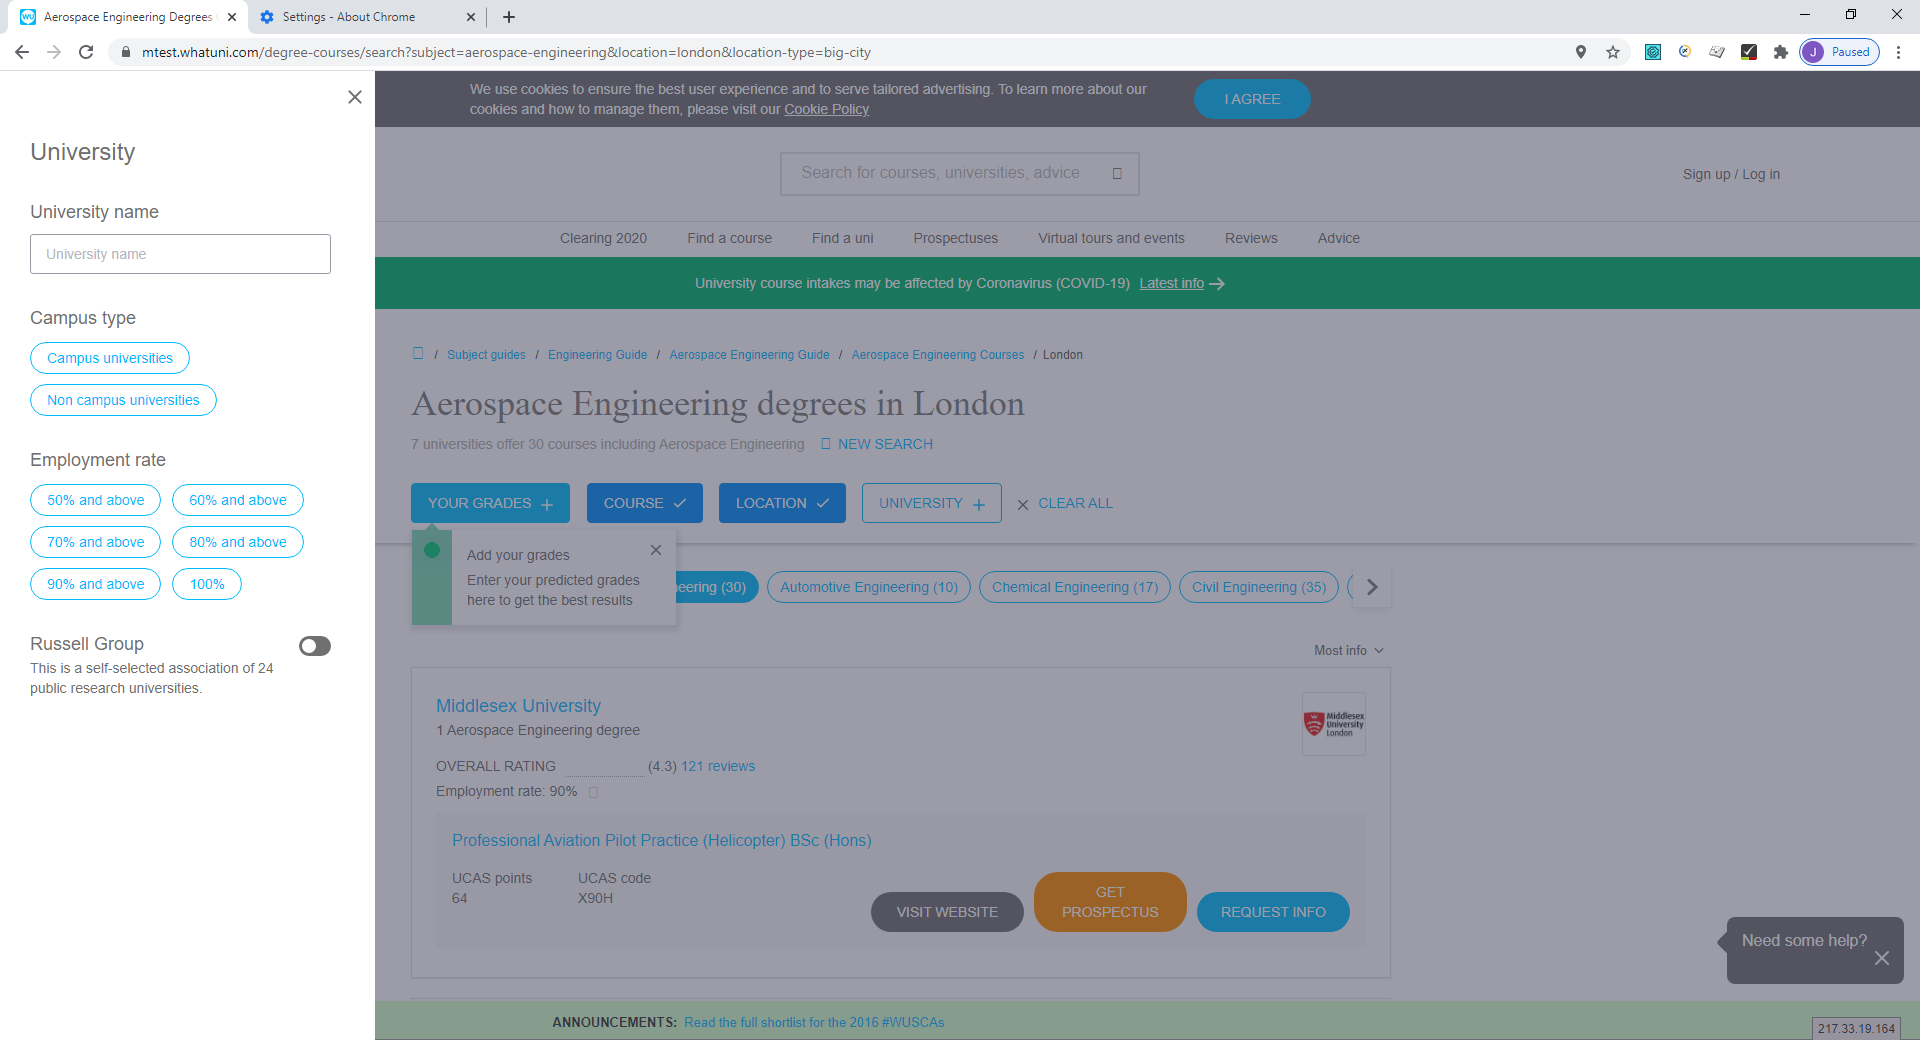 Aerospace Engineering Degrees
Settings - About Chrome
mtest.whatuni.com/degree-courses/search?subject=aerospace-engineering&location=london&location-type=big-city
J Paused
University
University name
University name
Campus type
Campus universities
Non campus universities
Employment rate
50% and above 60% and above
70% and above 80% and above
90% and above 100%
Russell Group
This is a self-selected association of 24
public research universities.
We use cookies to ensure the best user experience and to serve tailored advertising. To learn more about our
cookies and how to manage them, please visit our Cookie Policy
I AGREE
Search for courses, universities, advice
Sign up / Log in
Clearing 2020 Find a course Find a uni Prospectuses Virtual tours and events Reviews Advice
University course intakes may be affected by Coronavirus (COVID-19) Latest info
/ Subject guides / Engineering Guide / Aerospace Engineering Guide / Aerospace Engineering Courses / London
Aerospace Engineering degrees in London
7 universities offer 30 courses including Aerospace Engineering NEW SEARCH
YOUR GRADES COURSE LOCATION UNIVERSITY CLEAR ALL
Add your grades
Enter your predicted grades
here to get the best results
neering (30) Automotive Engineering (10) Chemical Engineering (17) Civil Engineering (35)
Most info
Middlesex University
1 Aerospace Engineering degree
Middlesex
University
London
OVERALL RATING (4.3) 121 reviews
Employment rate: 90%
Professional Aviation Pilot Practice (Helicopter) BSc (Hons)
UCAS points UCAS code
64 X90H
VISIT WEBSITE
GET
PROSPECTUS
REQUEST INFO
Need some help?
ANNOUNCEMENTS: Read the full shortlist for the 2016 #WUSCAs
217.33.19.164